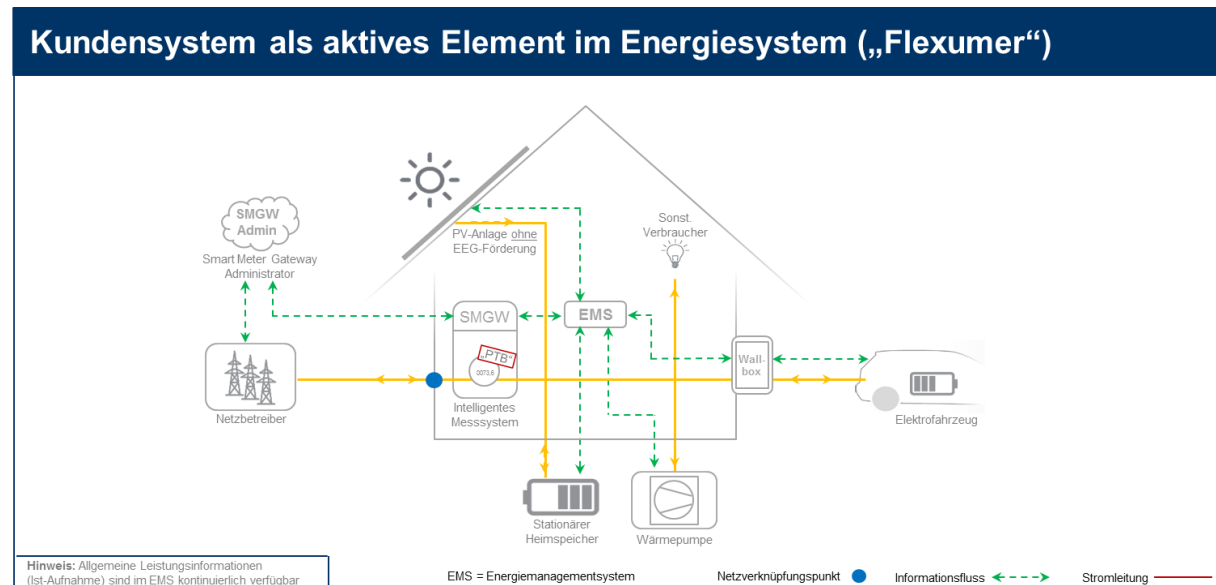 Kundensystem als aktives Element im Energiesystem („Flexumer“)
SMGW
Admin
Smart Meter Gateway
Administrator
PV-Anlage ohne
EEG-Förderung
Sonst.
Verbraucher
SMGW
EMS
„PTB“
0073,6
Wall-
box
Netzbetreiber
Intelligentes
Messsystem
Elektrofahrzeug
Stationärer
Heimspeicher
Wärmepumpe
Hinweis: Allgemeine Leistungsinformationen
(Ist-Aufnahme) sind im EMS kontinuierlich verfügbar
EMS = Energiemanagementsystem
Netzverknüpfungspunkt
Informationsfluss
Stromleitung